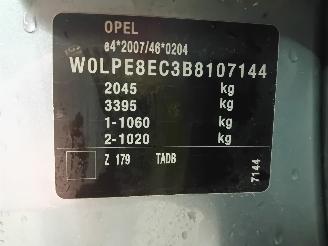 OPEL
e4*2007/46*0204
W0LPE8EC3B8107144
2045 kg
3395 kg
1-1060 kg
2-1020 kg
Z 179 TADB
7144